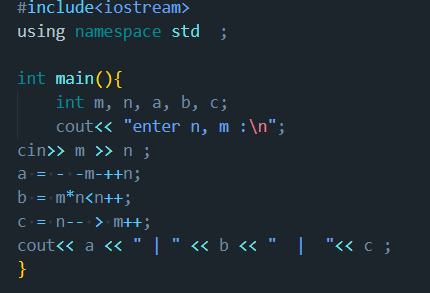 #include<iostream>
using namespace std  ;
int main(){
int m, n, a, b, c;
cout<< "enter n, m :\n";
cin>> m >> n ;
a = - -m-++n;
b = m*n<n++;
c = n-- > m++;
cout<< a << " | " << b << "  |  "<< c ;
}